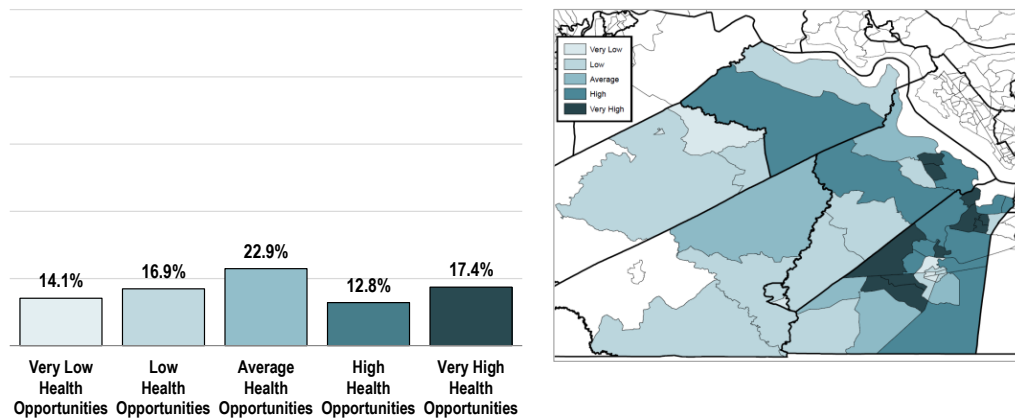 14.1%
16.9%
22.9%
12.8%
17.4%
Very Low
Health
Opportunities
Low
Health
Opportunities
Average
Health
Opportunities
High
Health
Opportunities
Very High
Health
Opportunities
Very Low
Low
Average
High
Very High